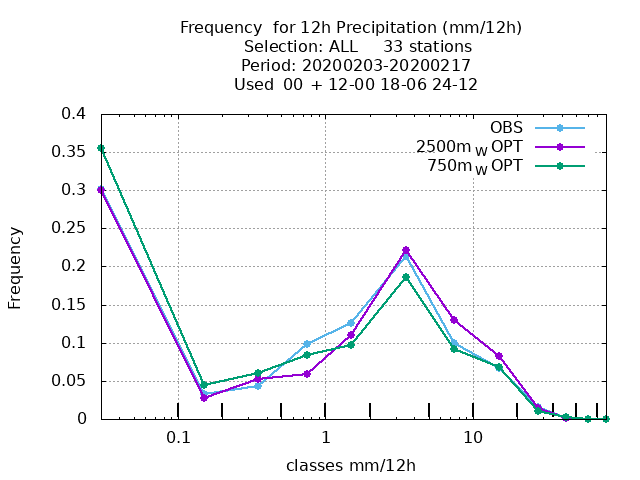 Frequency  for 12h Precipitation (mm/12h)
Selection: ALL     33 stations
Period: 20200203-20200217
Used  00  + 12-00 18-06 24-12
OBS
2500m W OPT
750m W OPT
0.4
0.35
0.3
0.25
0.2
0.15
0.1
0.05
0
Frequency
0.1 1 10
classes mm/12h